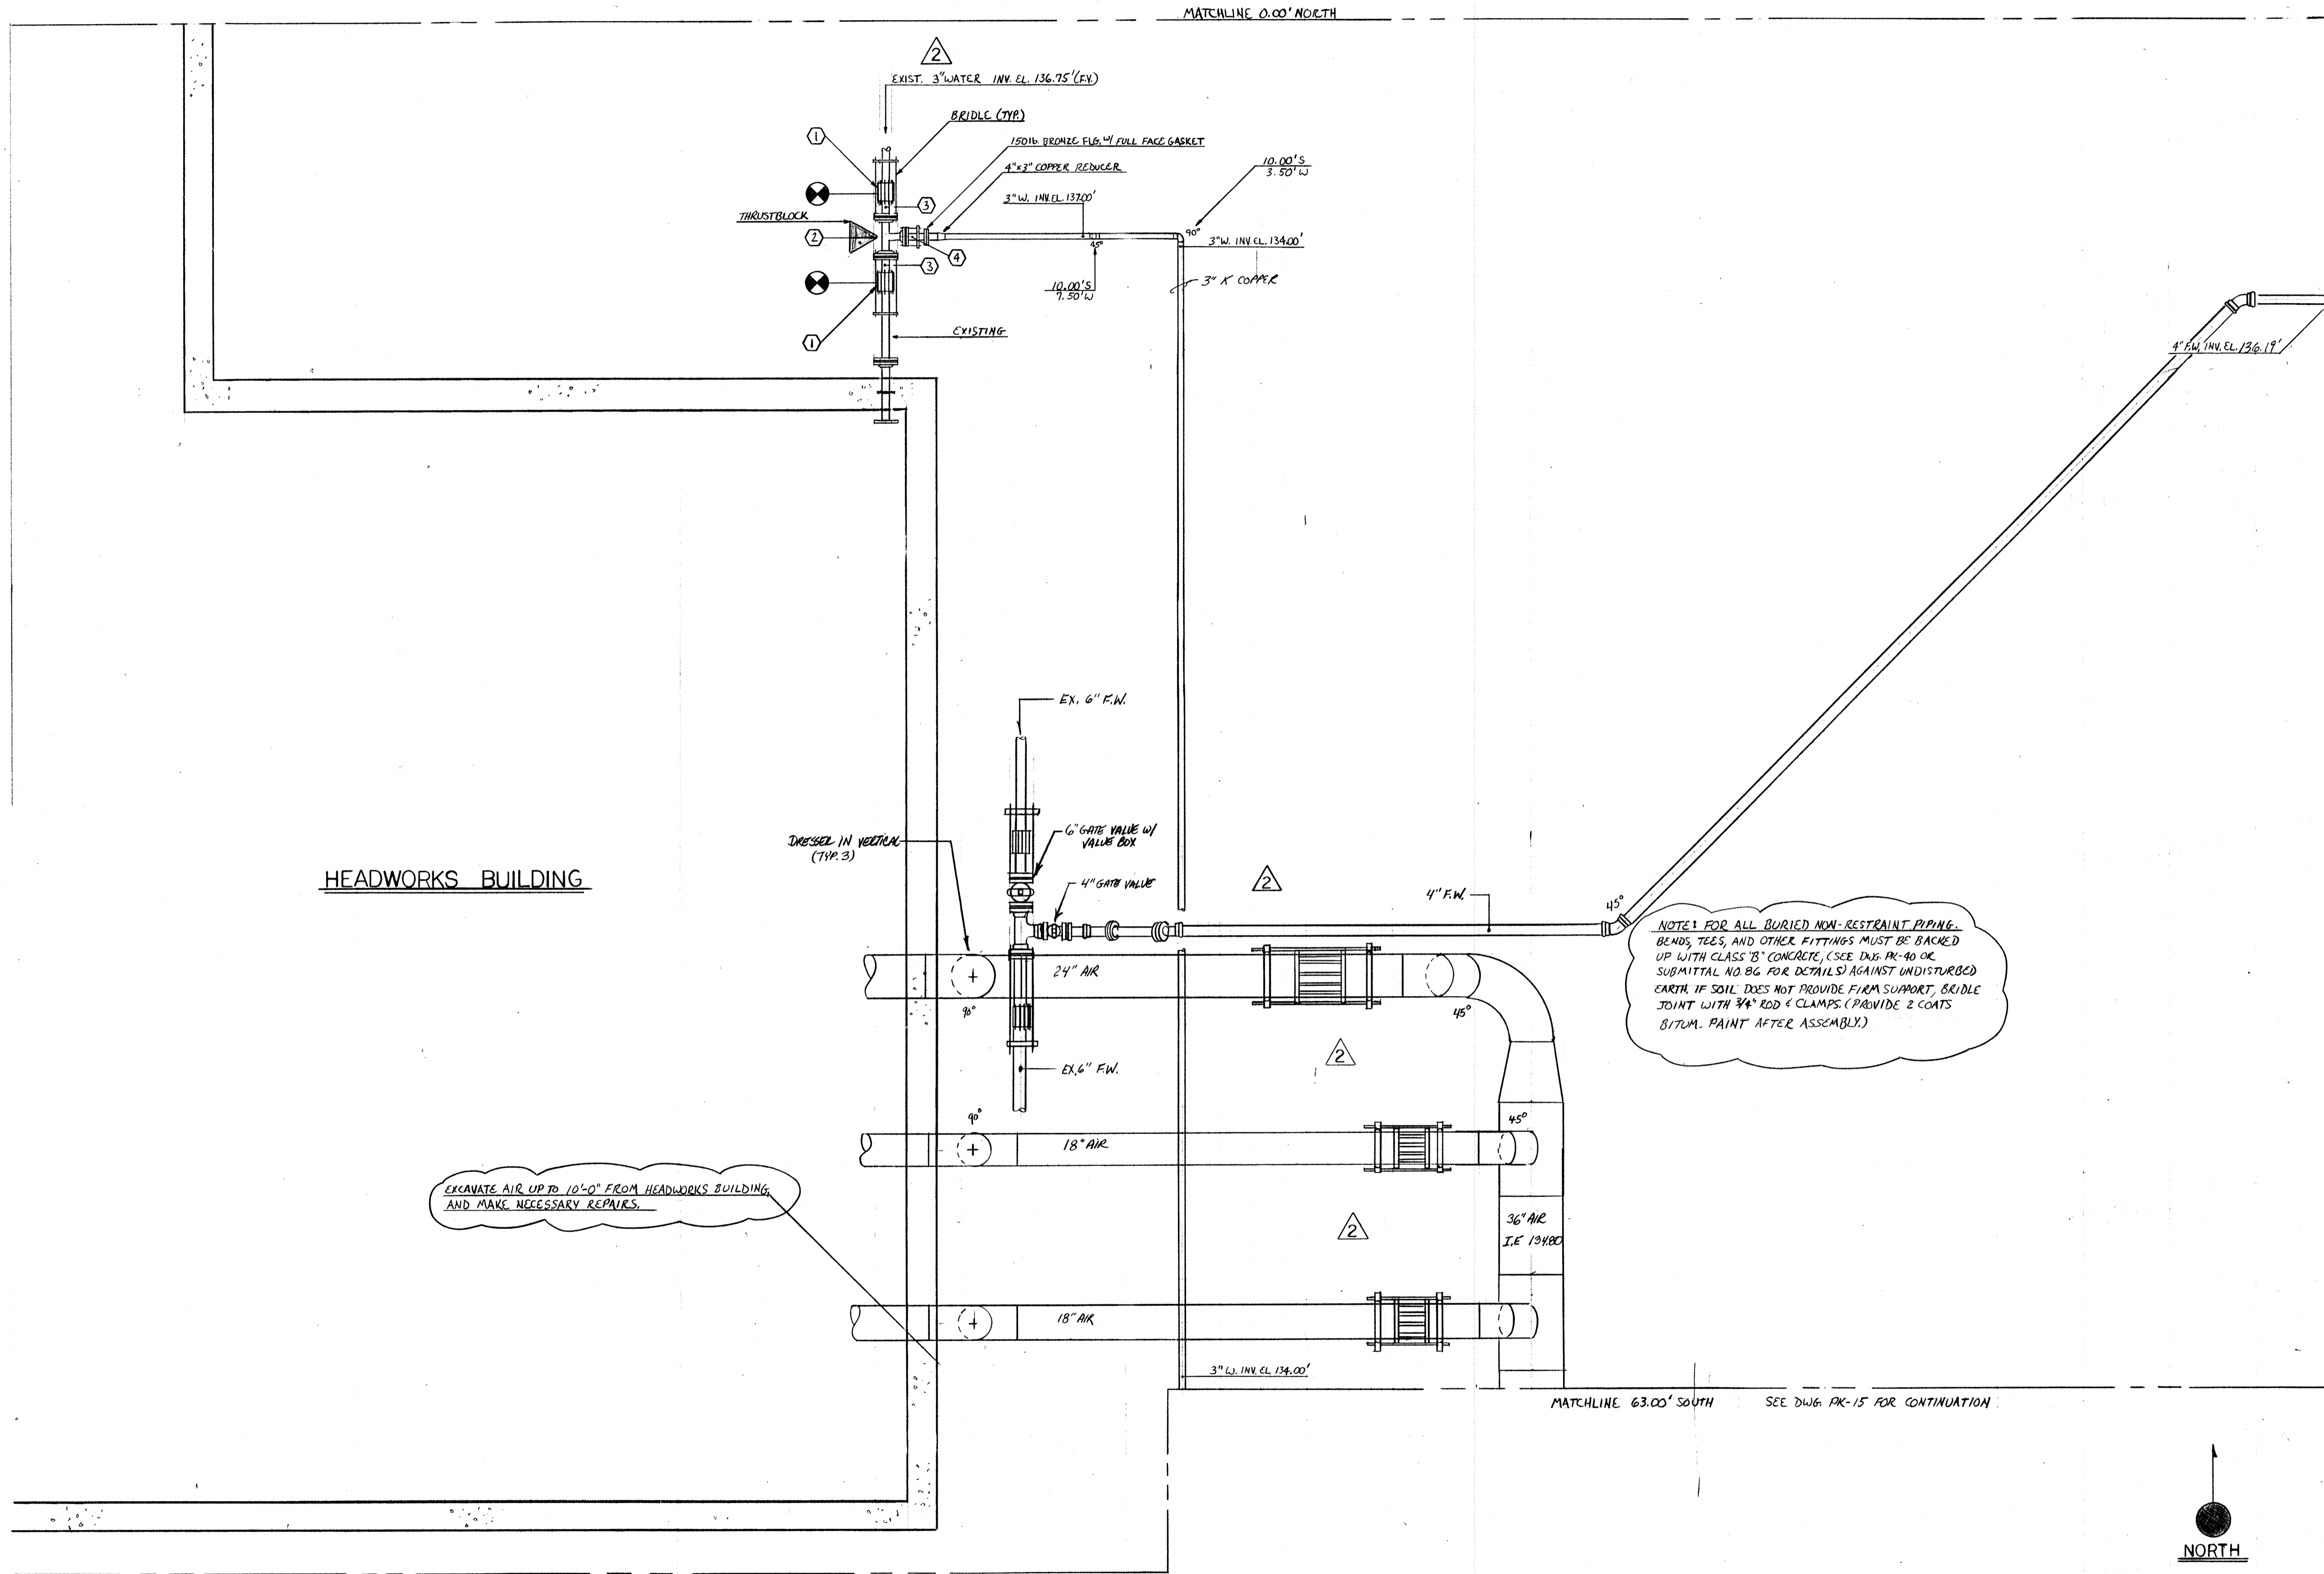 MATCHLINE 0.00' NORTH
2
EXIST. 3"WATER INV. EL. 136.75'(F.V.)
BRIDLE (TYP.)
1
150lb. BRONZE FLG. W/ FULL FACE GASKET
4"x3" COPPER REDUCER
10.00'S
3.50'W
3"W. INV.EL. 137.00'
3
THRUSTBLOCK
2
90°
3"W. INV.EL. 134.00'
45°
4
3
3" K COPPER
10.00'S
7.50'W
EXISTING
1
4" F.W. INV. EL. 136.19'
EX. 6" F.W.
DRESSER IN VERTICAL
(TYP. 3)
6" GATE VALVE W/
VALVE BOX
4" GATE VALVE
HEADWORKS BUILDING
2
4" F.W.
45°
NOTE: FOR ALL BURIED NON-RESTRAINT PIPING.
BENDS, TEES, AND OTHER FITTINGS MUST BE BACKED
UP WITH CLASS "B" CONCRETE, (SEE DWG. PK-40 OR
SUBMITTAL NO. 86 FOR DETAILS) AGAINST UNDISTURBED
EARTH. IF SOIL DOES NOT PROVIDE FIRM SUPPORT, BRIDLE
JOINT WITH 3/4" ROD & CLAMPS. (PROVIDE 2 COATS
BITUM. PAINT AFTER ASSEMBLY.)
24" AIR
90°
45°
2
EX. 6" F.W.
90°
45°
18" AIR
EXCAVATE AIR UP TO 10'-0" FROM HEADWORKS BUILDING,
AND MAKE NECESSARY REPAIRS.
2
36" AIR
I.E 134.80
18" AIR
3" W. INV. EL 134.00'
MATCHLINE 63.00' SOUTH SEE DWG. PK-15 FOR CONTINUATION
NORTH